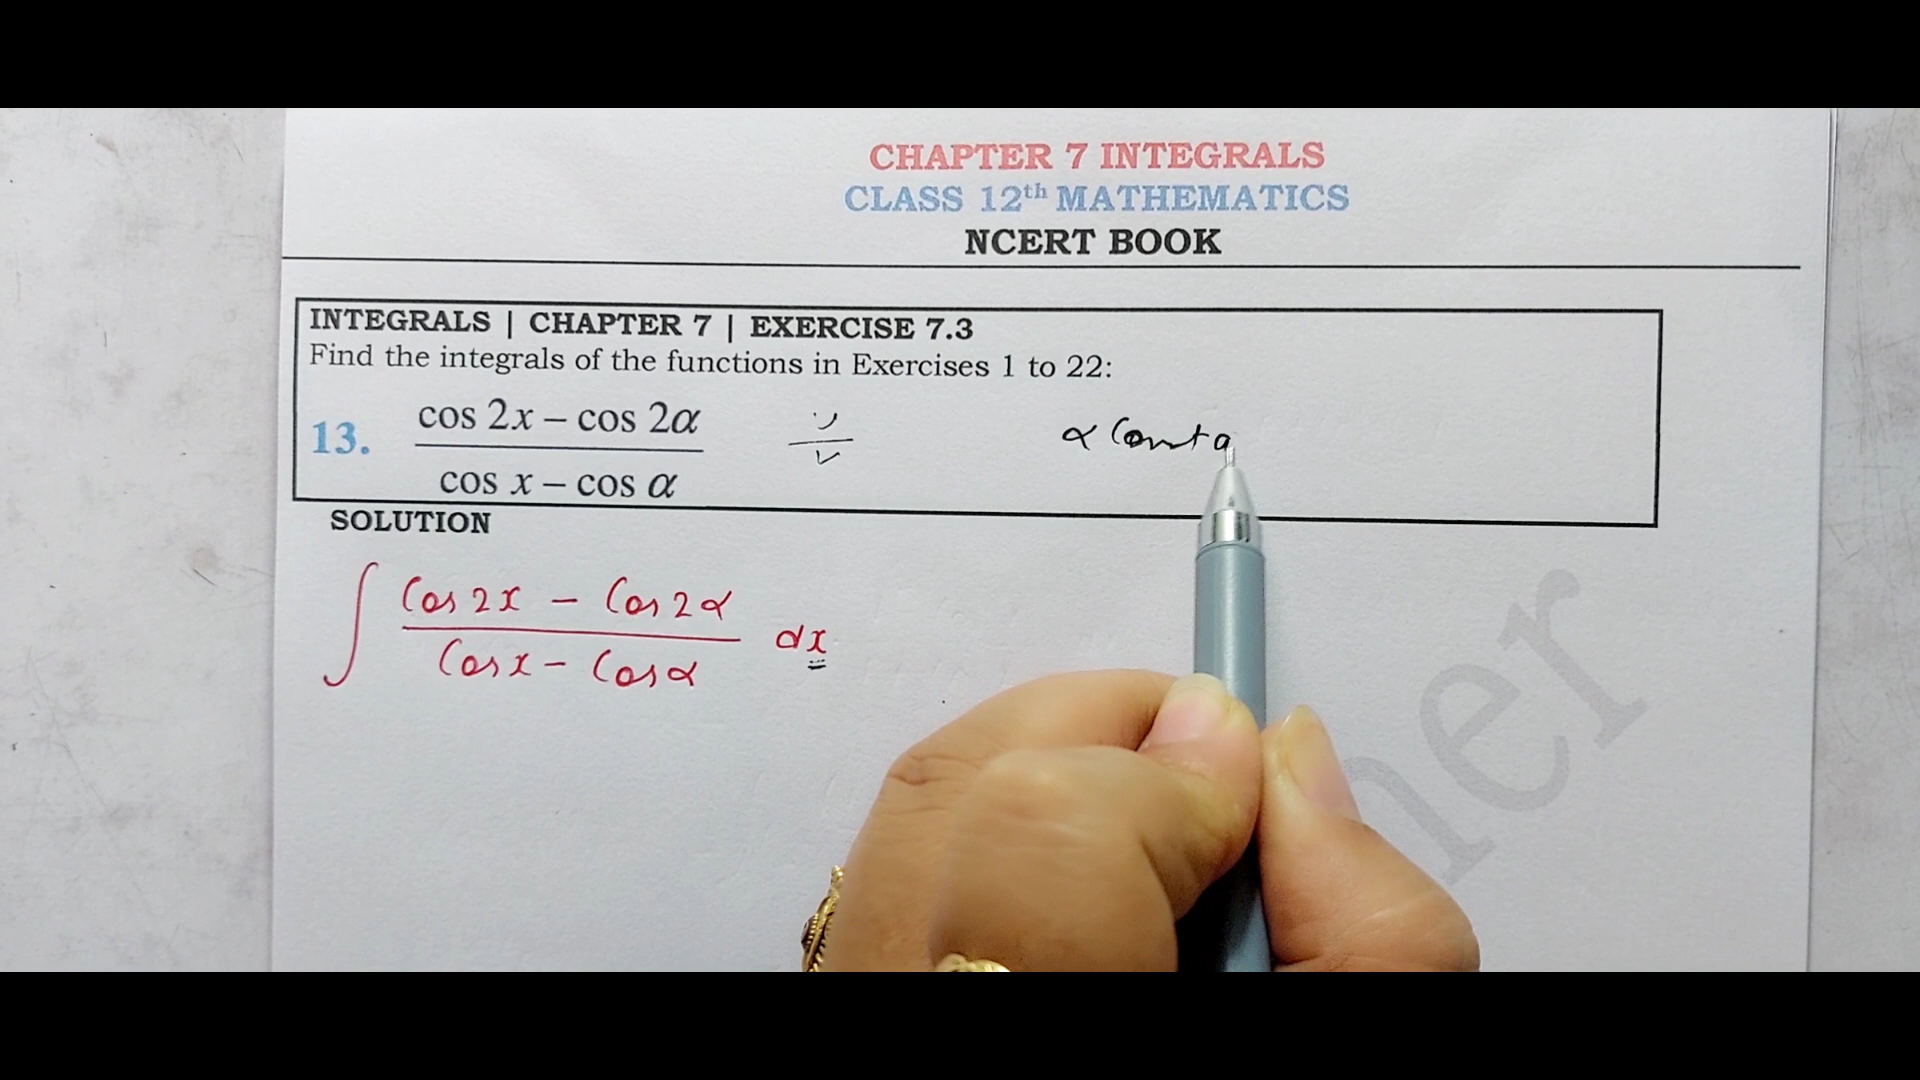 CHAPTER 7 INTEGRALS
CLASS 12th MATHEMATICS
NCERT BOOK
INTEGRALS | CHAPTER 7 | EXERCISE 7.3
Find the integrals of the functions in Exercises 1 to 22:
13. (cos 2x – cos 2α) / (cos x – cos α)
α
SOLUTION
∫ (Cos 2x – Cos 2α) / (Cos x – Cos α) dx
her